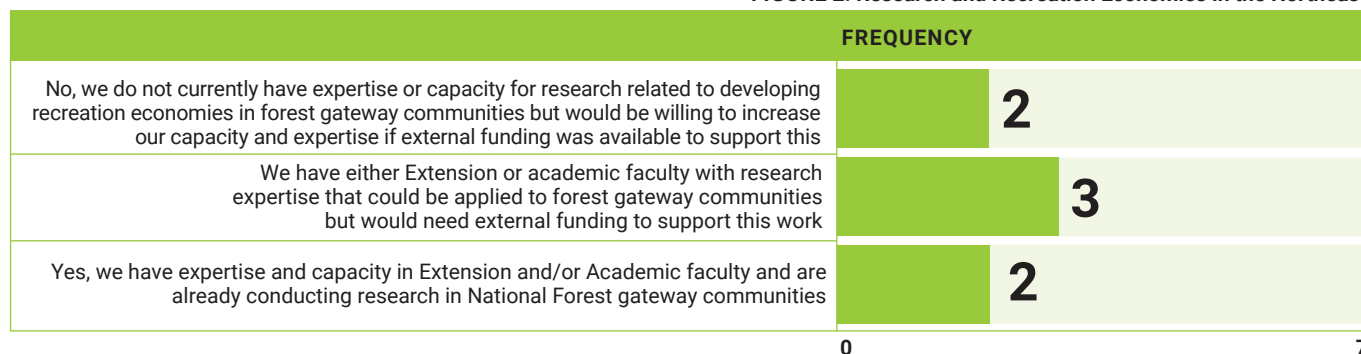 FREQUENCY
No, we do not currently have expertise or capacity for research related to developing
recreation economies in forest gateway communities but would be willing to increase
our capacity and expertise if external funding was available to support this
2
We have either Extension or academic faculty with research
expertise that could be applied to forest gateway communities
but would need external funding to support this work
3
Yes, we have expertise and capacity in Extension and/or Academic faculty and are
already conducting research in National Forest gateway communities
2
0